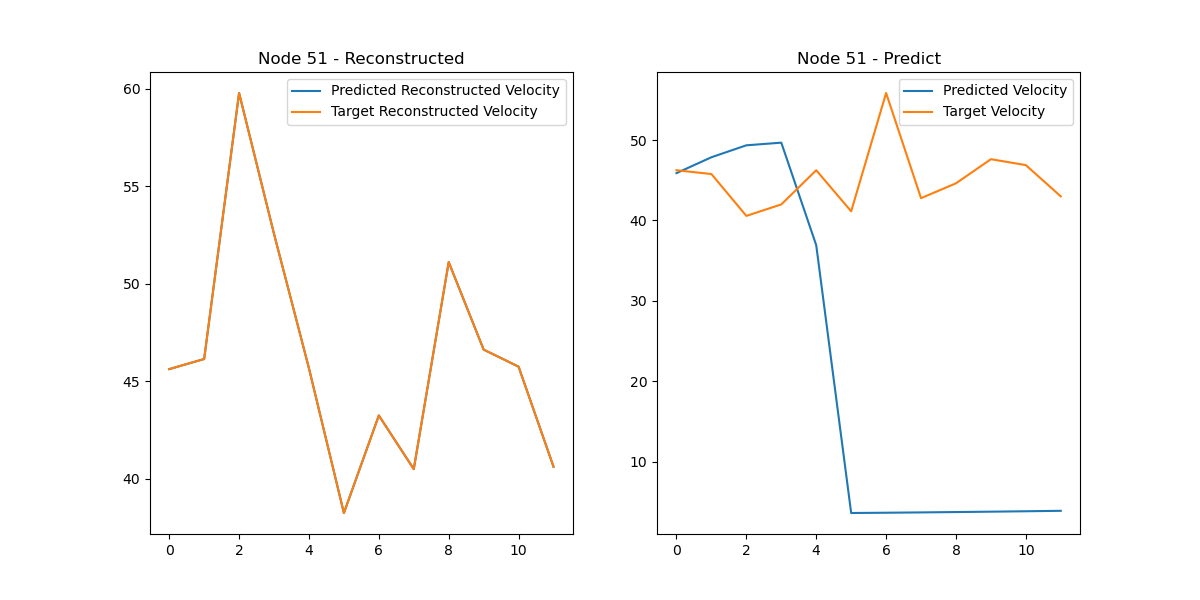 Node 51 - Reconstructed
Predicted Reconstructed Velocity
Target Reconstructed Velocity
60
55
50
45
40
0 2 4 6 8 10
Node 51 - Predict
Predicted Velocity
Target Velocity
50
40
30
20
10
0 2 4 6 8 10